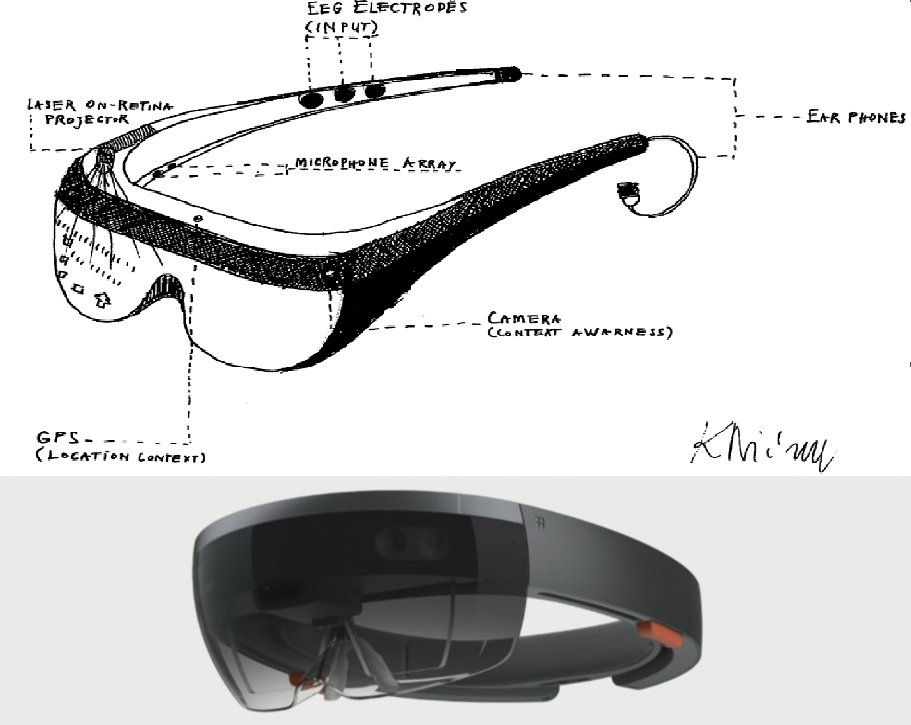 EEG ELECTRODES
(INPUT)
LASER ON-RETINA
PROJECTOR
EAR PHONES
MICROPHONE ARRAY
CAMERA
(CONTEXT AWARNESS)
GPS
(LOCATION CONTEXT)